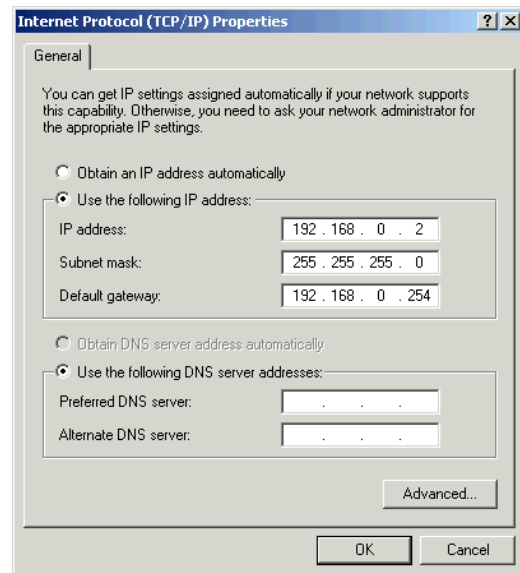 Internet Protocol (TCP/IP) Properties
General
You can get IP settings assigned automatically if your network supports
this capability. Otherwise, you need to ask your network administrator for
the appropriate IP settings.
Obtain an IP address automatically
Use the following IP address:
IP address: 192 . 168 . 0 . 2
Subnet mask: 255 . 255 . 255 . 0
Default gateway: 192 . 168 . 0 . 254
Obtain DNS server address automatically
Use the following DNS server addresses:
Preferred DNS server: . . .
Alternate DNS server: . . .
Advanced...
OK Cancel